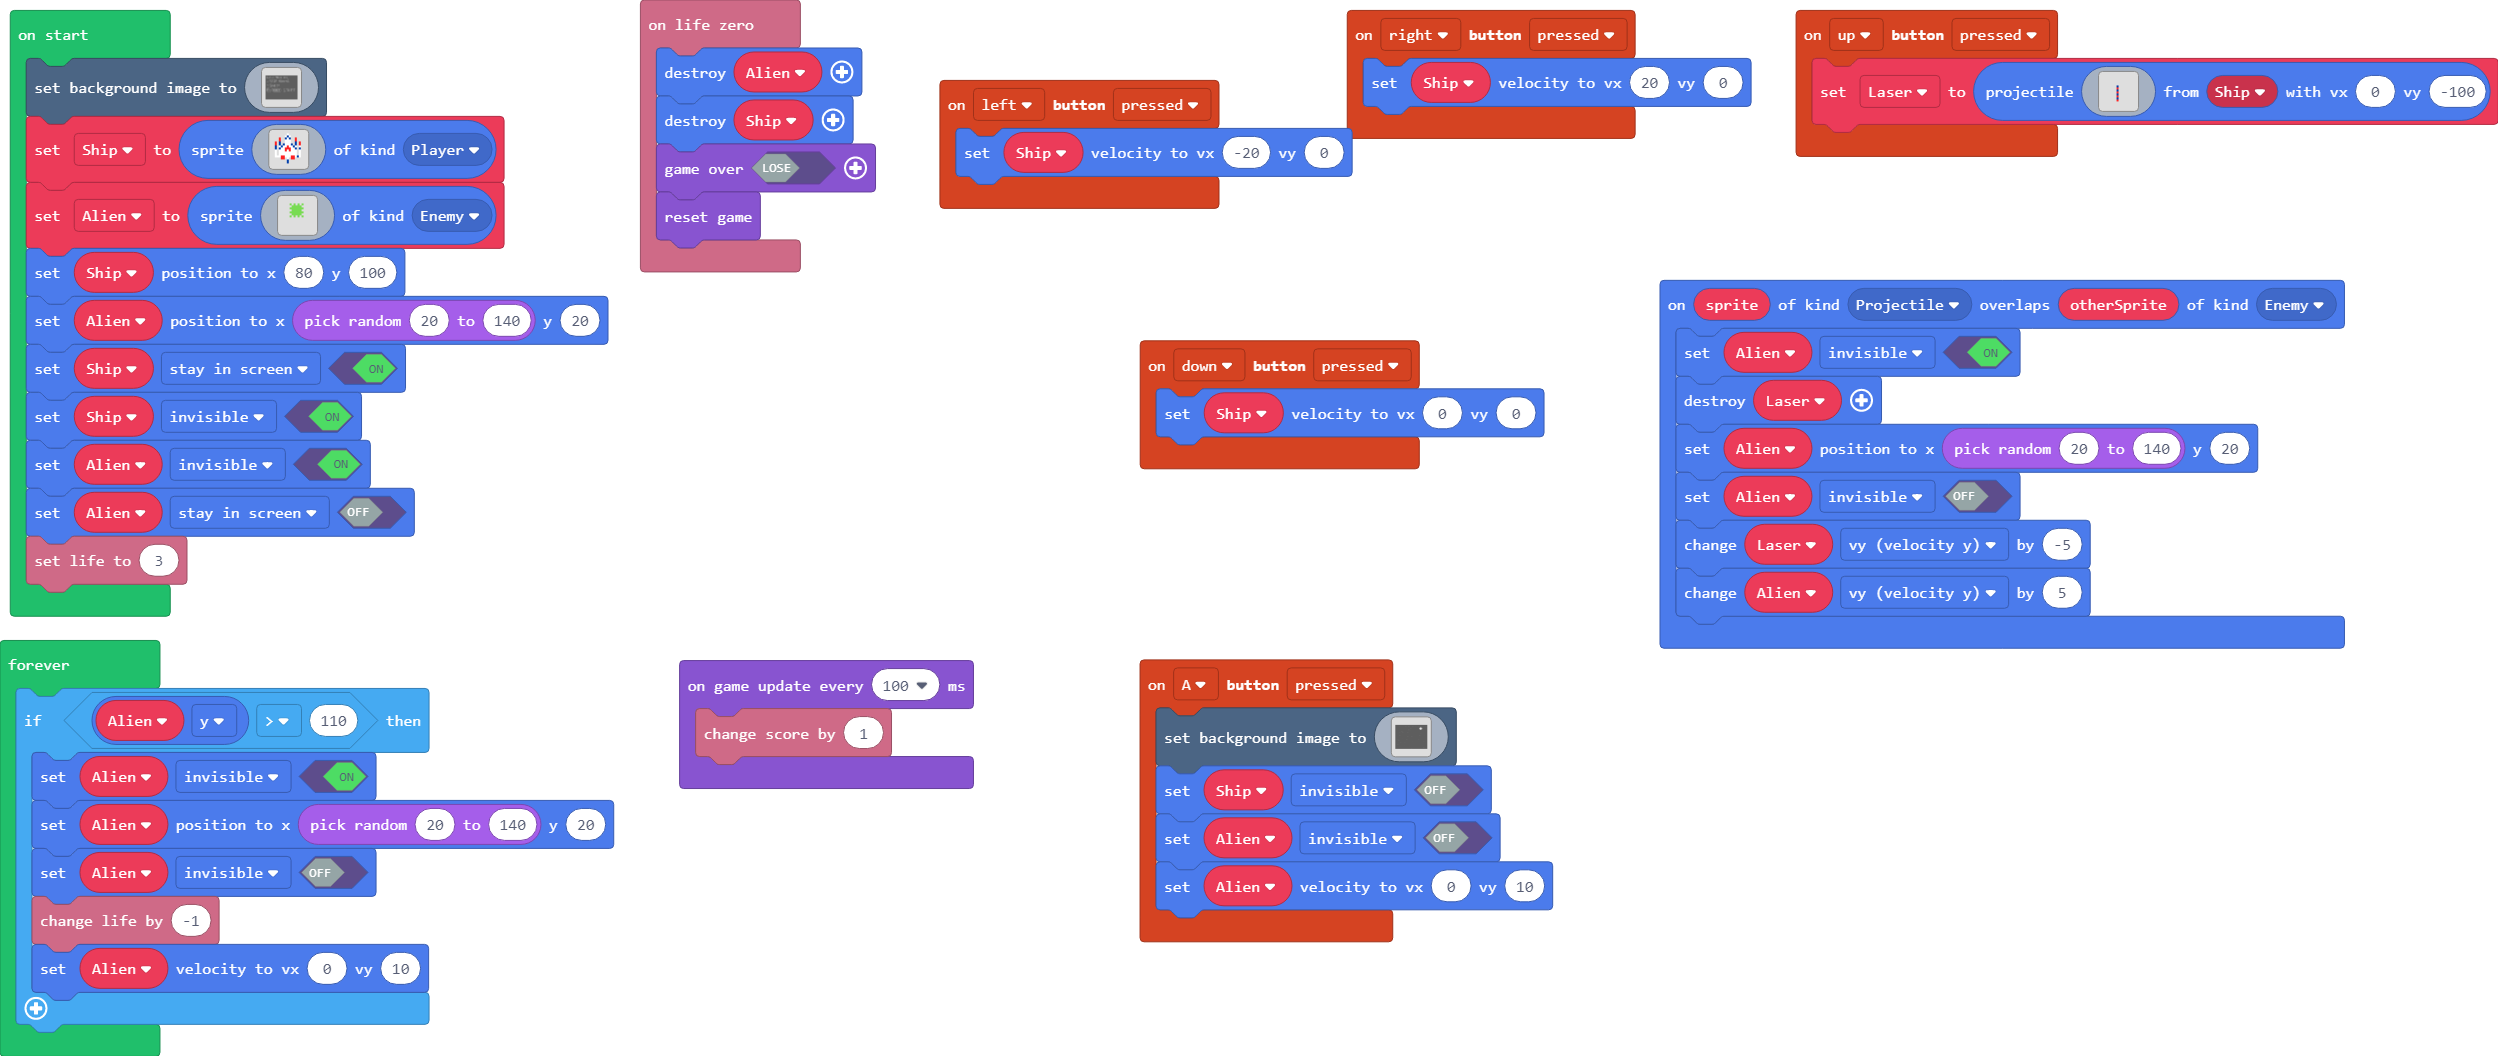 on start
set background image to
set Ship to sprite of kind Player
set Alien to sprite of kind Enemy
set Ship position to x 80 y 100
set Alien position to x pick random 20 to 140 y 20
set Ship stay in screen ON
set Ship invisible ON
set Alien invisible ON
set Alien stay in screen OFF
set life to 3
on life zero
destroy Alien
destroy Ship
game over LOSE
reset game
on left button pressed
set Ship velocity to vx -20 vy 0
on right button pressed
set Ship velocity to vx 20 vy 0
on up button pressed
set Laser to projectile from Ship with vx 0 vy -100
on down button pressed
set Ship velocity to vx 0 vy 0
on sprite of kind Projectile overlaps otherSprite of kind Enemy
set Alien invisible ON
destroy Laser
set Alien position to x pick random 20 to 140 y 20
set Alien invisible OFF
change Laser vy (velocity y) by -5
change Alien vy (velocity y) by 5
forever
if Alien y > 110 then
set Alien invisible ON
set Alien position to x pick random 20 to 140 y 20
set Alien invisible OFF
change life by -1
set Alien velocity to vx 0 vy 10
on game update every 100 ms
change score by 1
on A button pressed
set background image to
set Ship invisible OFF
set Alien invisible OFF
set Alien velocity to vx 0 vy 10